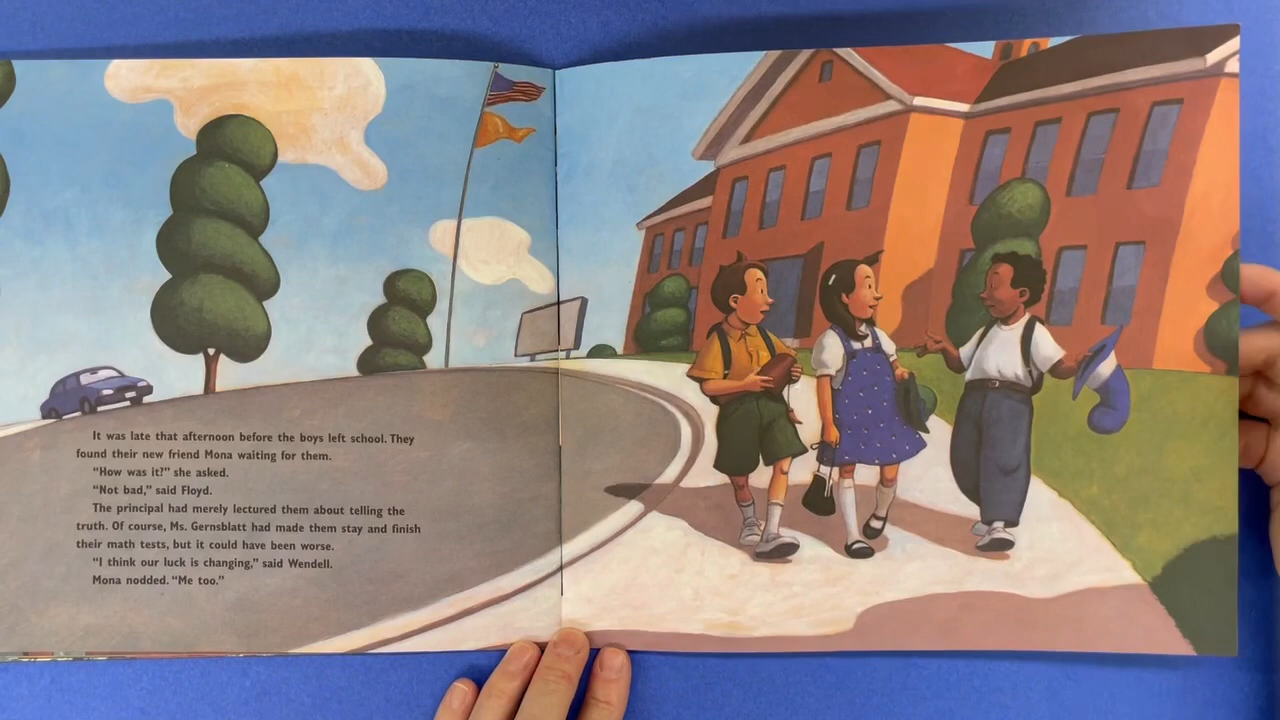 It was late that afternoon before the boys left school. They
found their new friend Mona waiting for them.
"How was it?" she asked.
"Not bad," said Floyd.
The principal had merely lectured them about telling the
truth. Of course, Ms. Gernsblatt had made them stay and finish
their math tests, but it could have been worse.
"I think our luck is changing," said Wendell.
Mona nodded. "Me too."